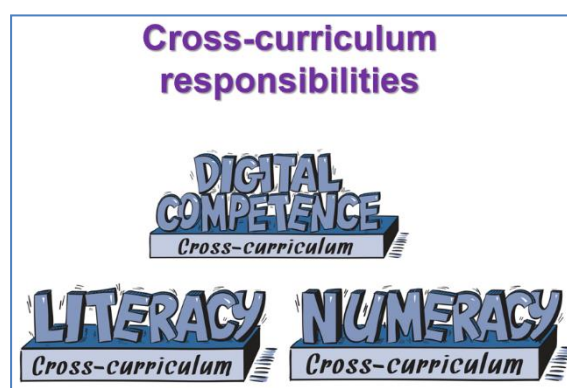 Cross-curriculum
responsibilities
DIGITAL
COMPETENCE
Cross-curriculum
LITERACY
Cross-curriculum
NUMERACY
Cross-curriculum